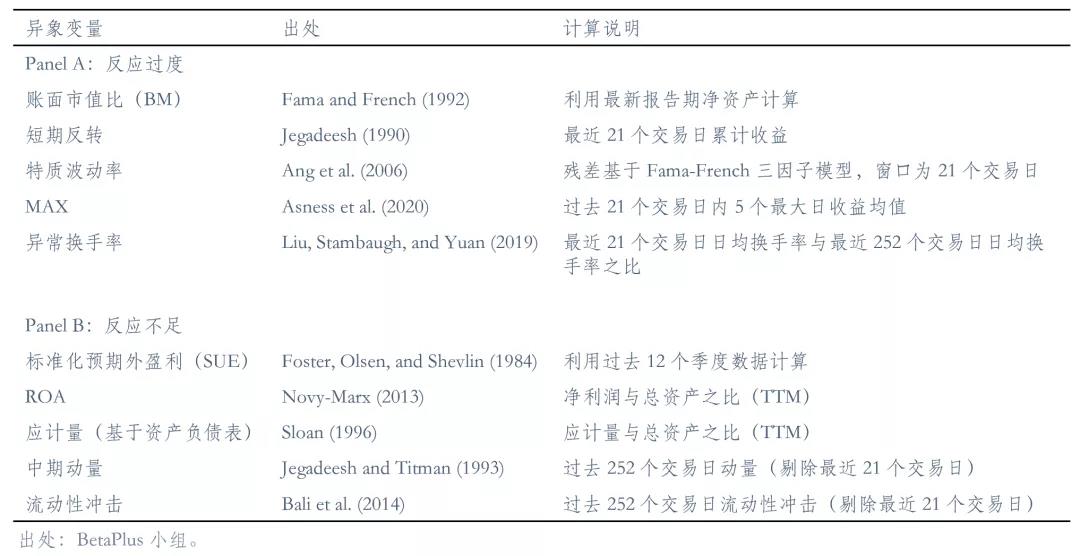 异象变量 出处 计算说明
Panel A：反应过度
账面市值比（BM） Fama and French (1992) 利用最新报告期净资产计算
短期反转 Jegadeesh (1990) 最近 21 个交易日累计收益
特质波动率 Ang et al. (2006) 残差基于 Fama-French 三因子模型，窗口为 21 个交易日
MAX Asness et al. (2020) 过去 21 个交易日内 5 个最大日收益均值
异常换手率 Liu, Stambaugh, and Yuan (2019) 最近 21 个交易日日均换手率与最近 252 个交易日日均换
手率之比
Panel B：反应不足
标准化预期外盈利（SUE） Foster, Olsen, and Shevlin (1984) 利用过去 12 个季度数据计算
ROA Novy-Marx (2013) 净利润与总资产之比（TTM）
应计量（基于资产负债表） Sloan (1996) 应计量与总资产之比（TTM）
中期动量 Jegadeesh and Titman (1993) 过去 252 个交易日动量（剔除最近 21 个交易日）
流动性冲击 Bali et al. (2014) 过去 252 个交易日流动性冲击（剔除最近 21 个交易日）
出处：BetaPlus 小组。